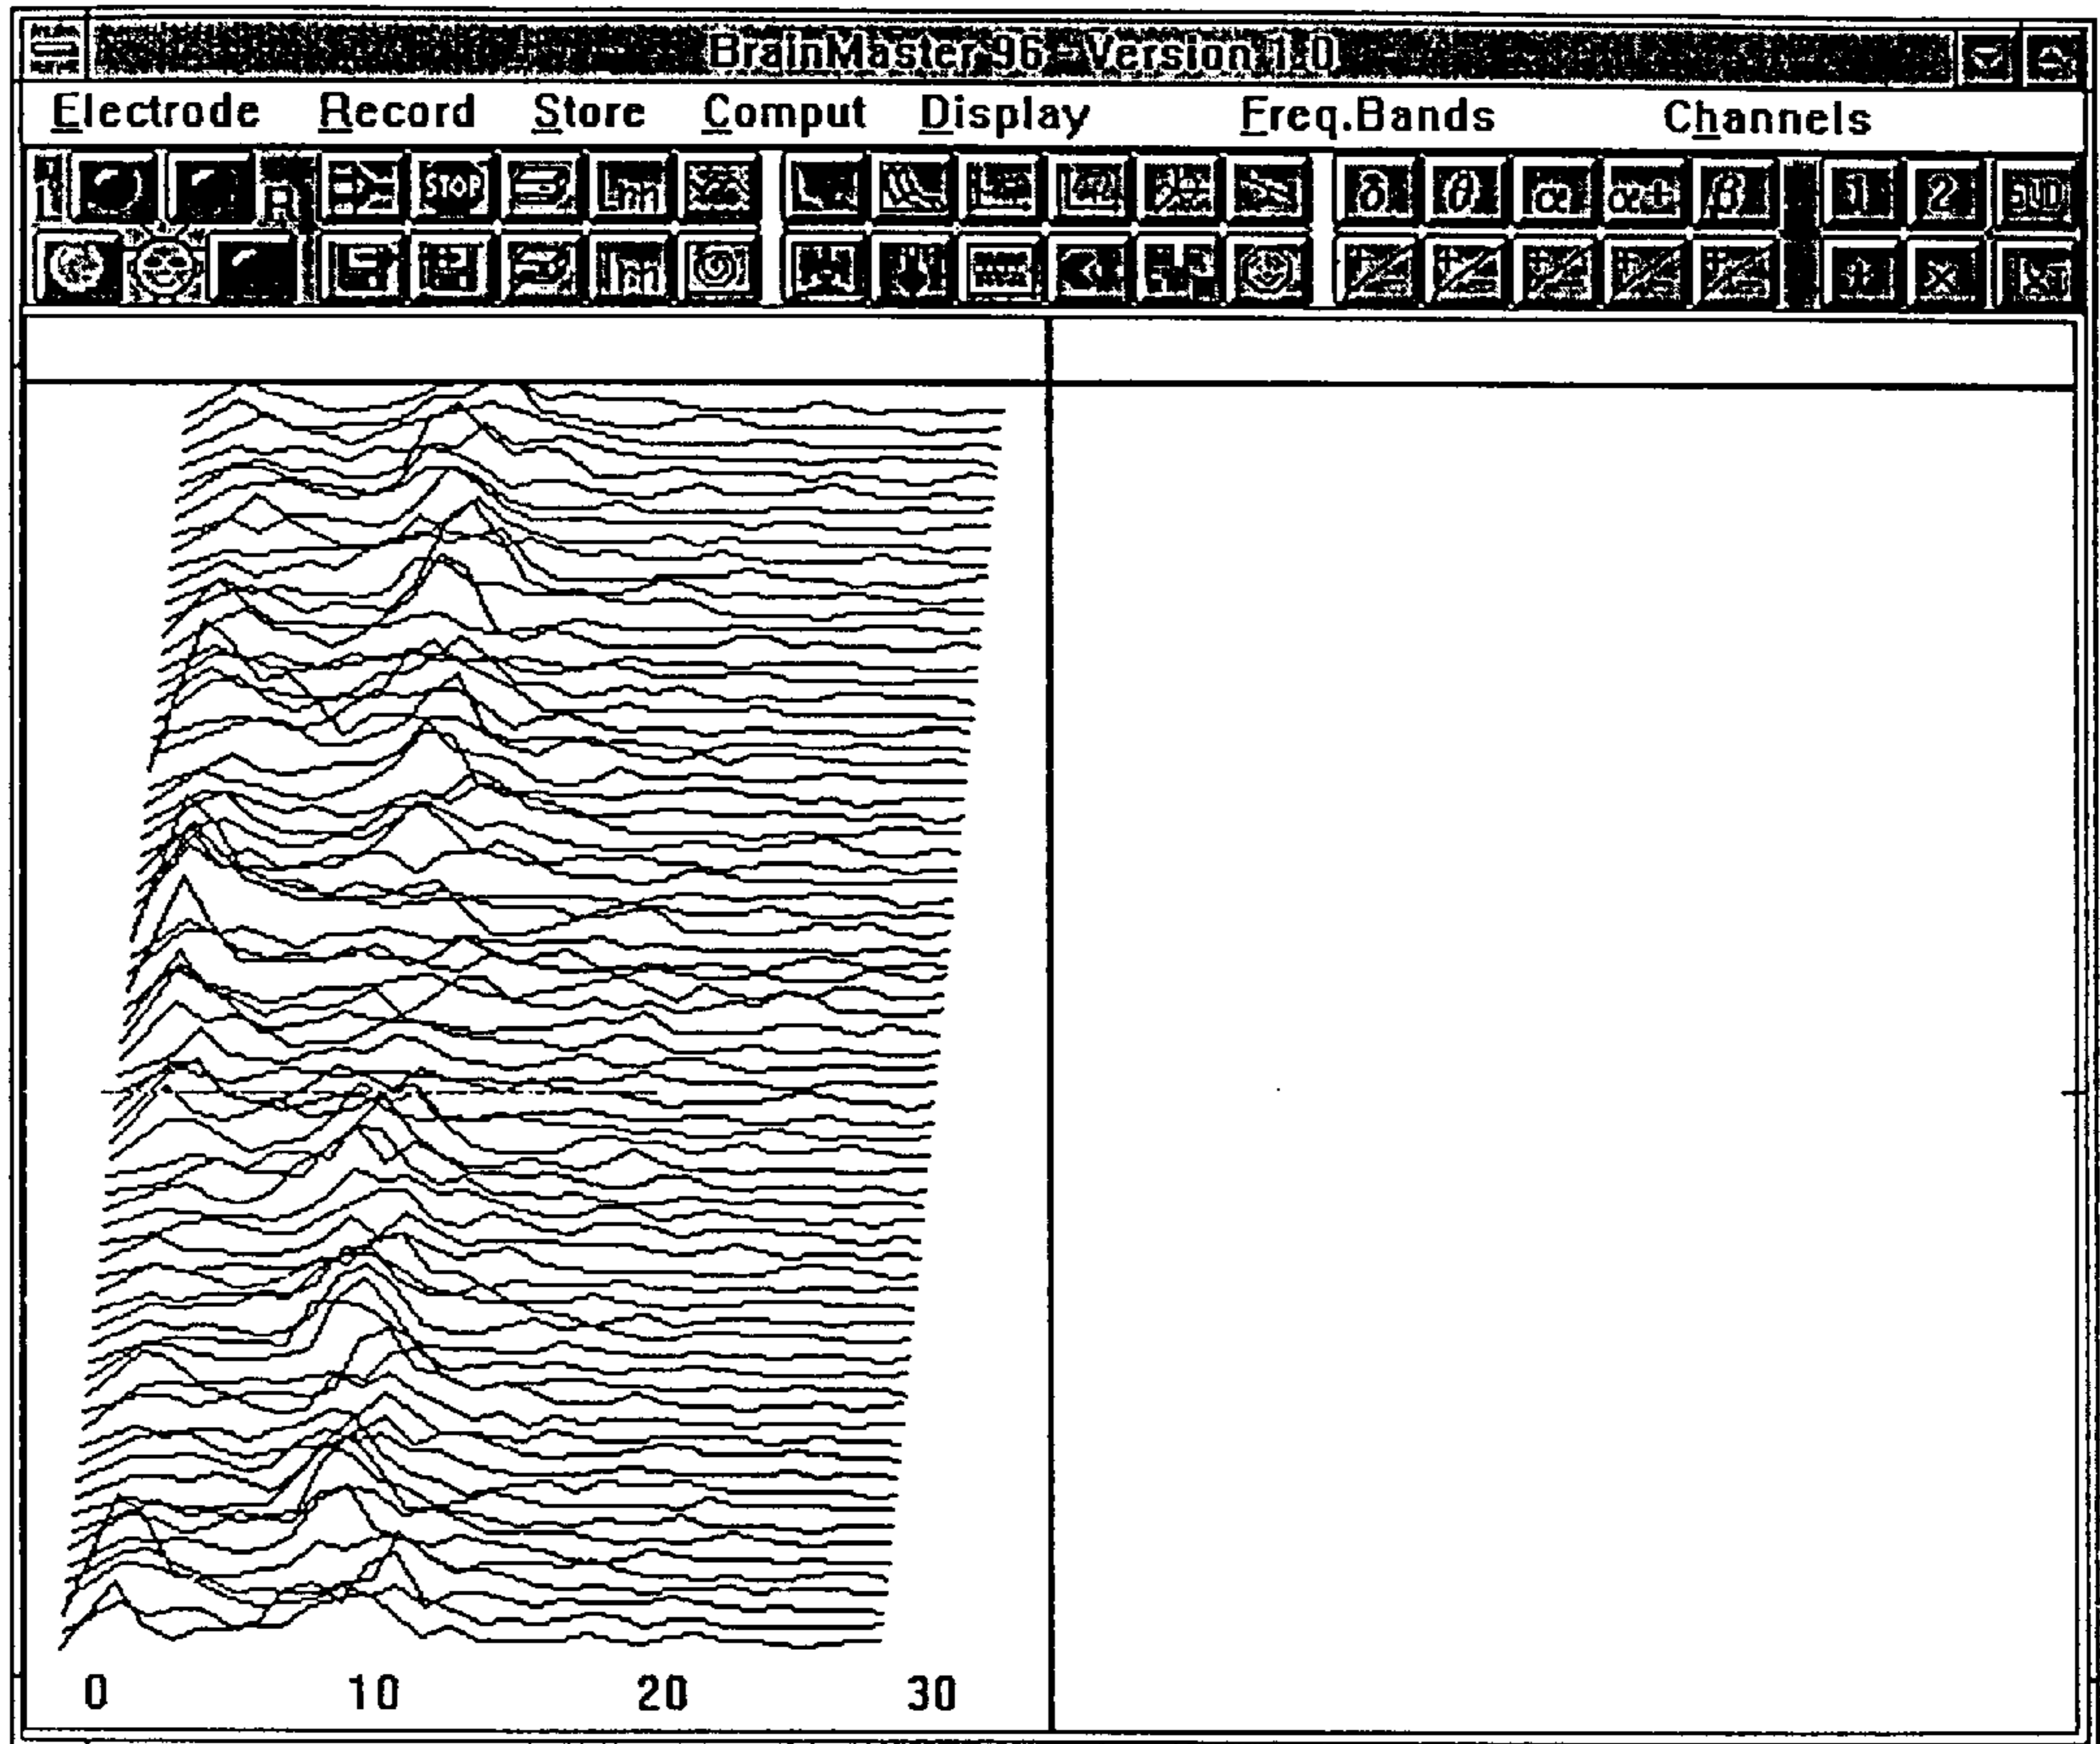 BrainMaster 96 - Version 1.0
Electrode Record Store Comput Display Freq.Bands Channels
L R STOP δ θ α α+ β 1 2
0 10 20 30